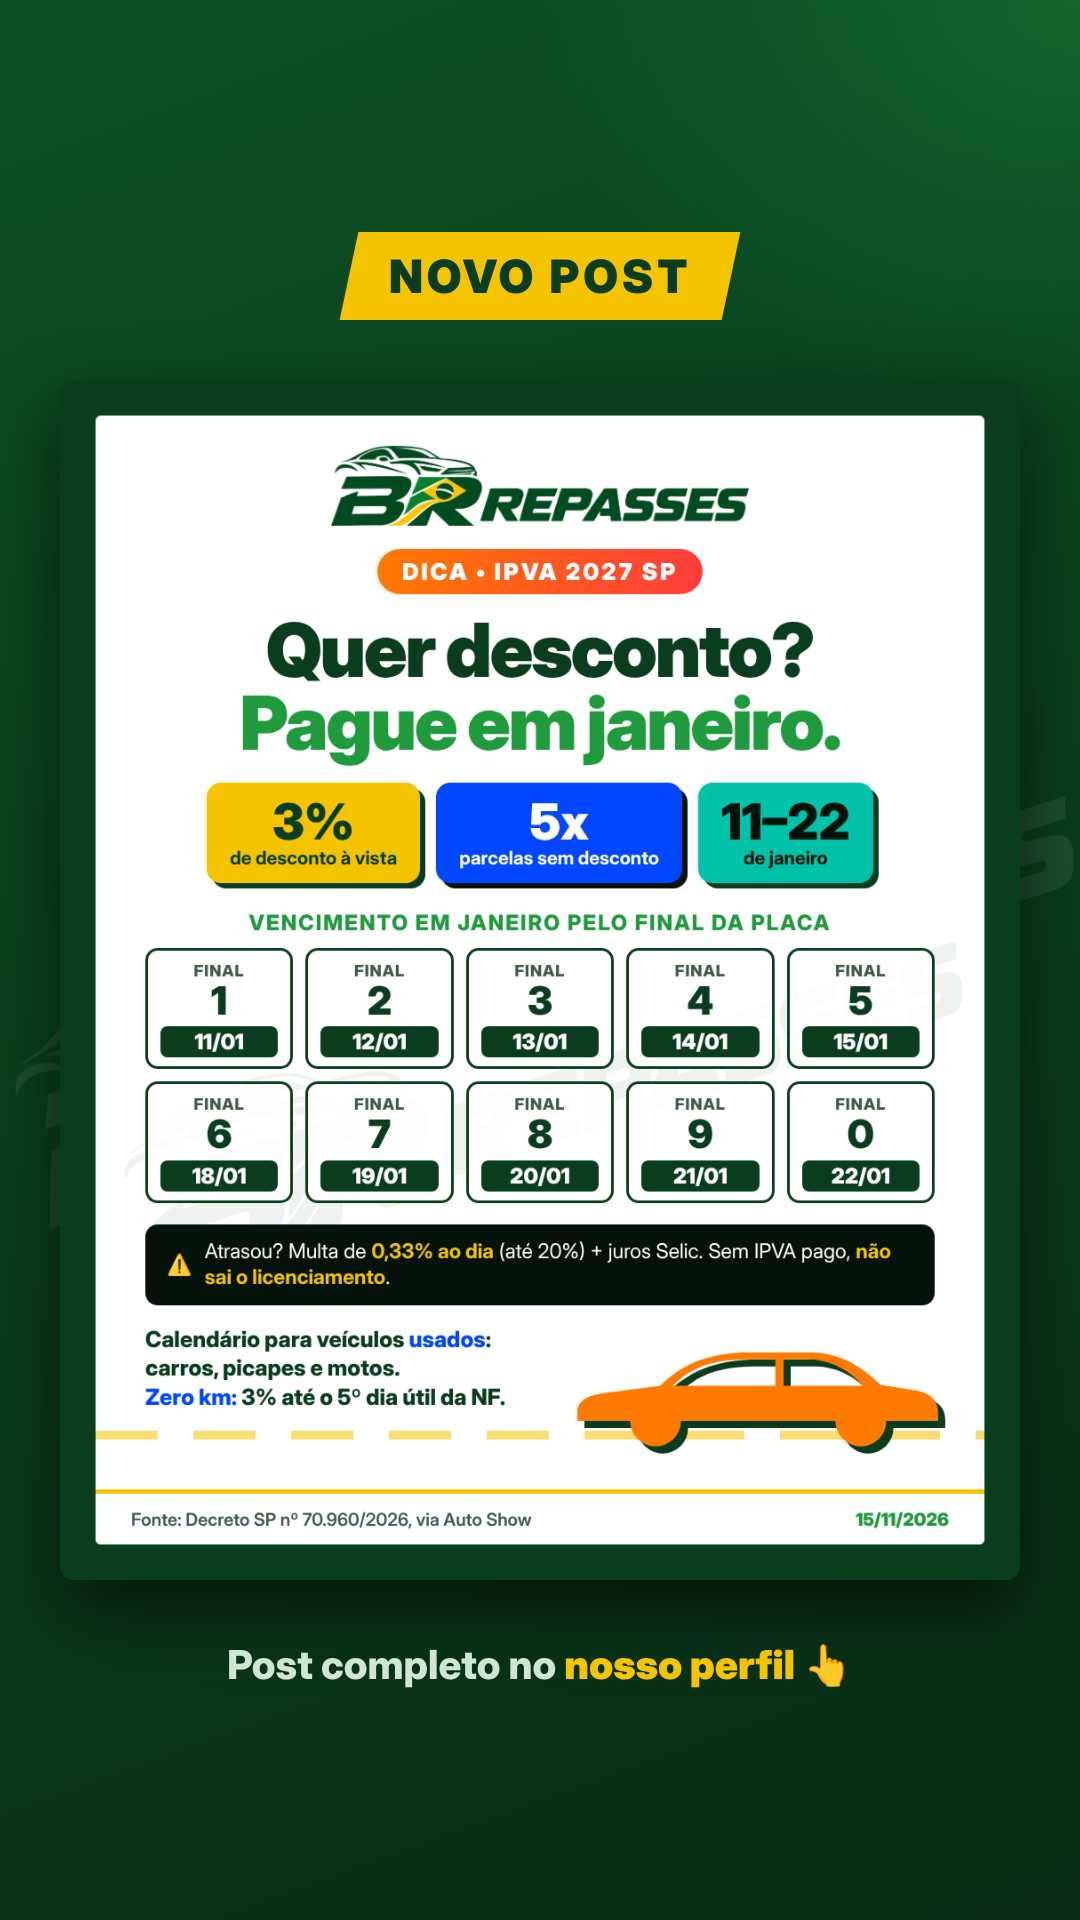 NOVO POST
BR REPASSES
DICA • IPVA 2027 SP
Quer desconto?
Pague em janeiro.
3%
de desconto à vista
5x
parcelas sem desconto
11–22
de janeiro
VENCIMENTO EM JANEIRO PELO FINAL DA PLACA
FINAL
1
11/01
FINAL
2
12/01
FINAL
3
13/01
FINAL
4
14/01
FINAL
5
15/01
FINAL
6
18/01
FINAL
7
19/01
FINAL
8
20/01
FINAL
9
21/01
FINAL
0
22/01
⚠️ Atrasou? Multa de 0,33% ao dia (até 20%) + juros Selic. Sem IPVA pago, não
sai o licenciamento.
Calendário para veículos usados:
carros, picapes e motos.
Zero km: 3% até o 5º dia útil da NF.
Fonte: Decreto SP nº 70.960/2026, via Auto Show
15/11/2026
Post completo no nosso perfil 👆